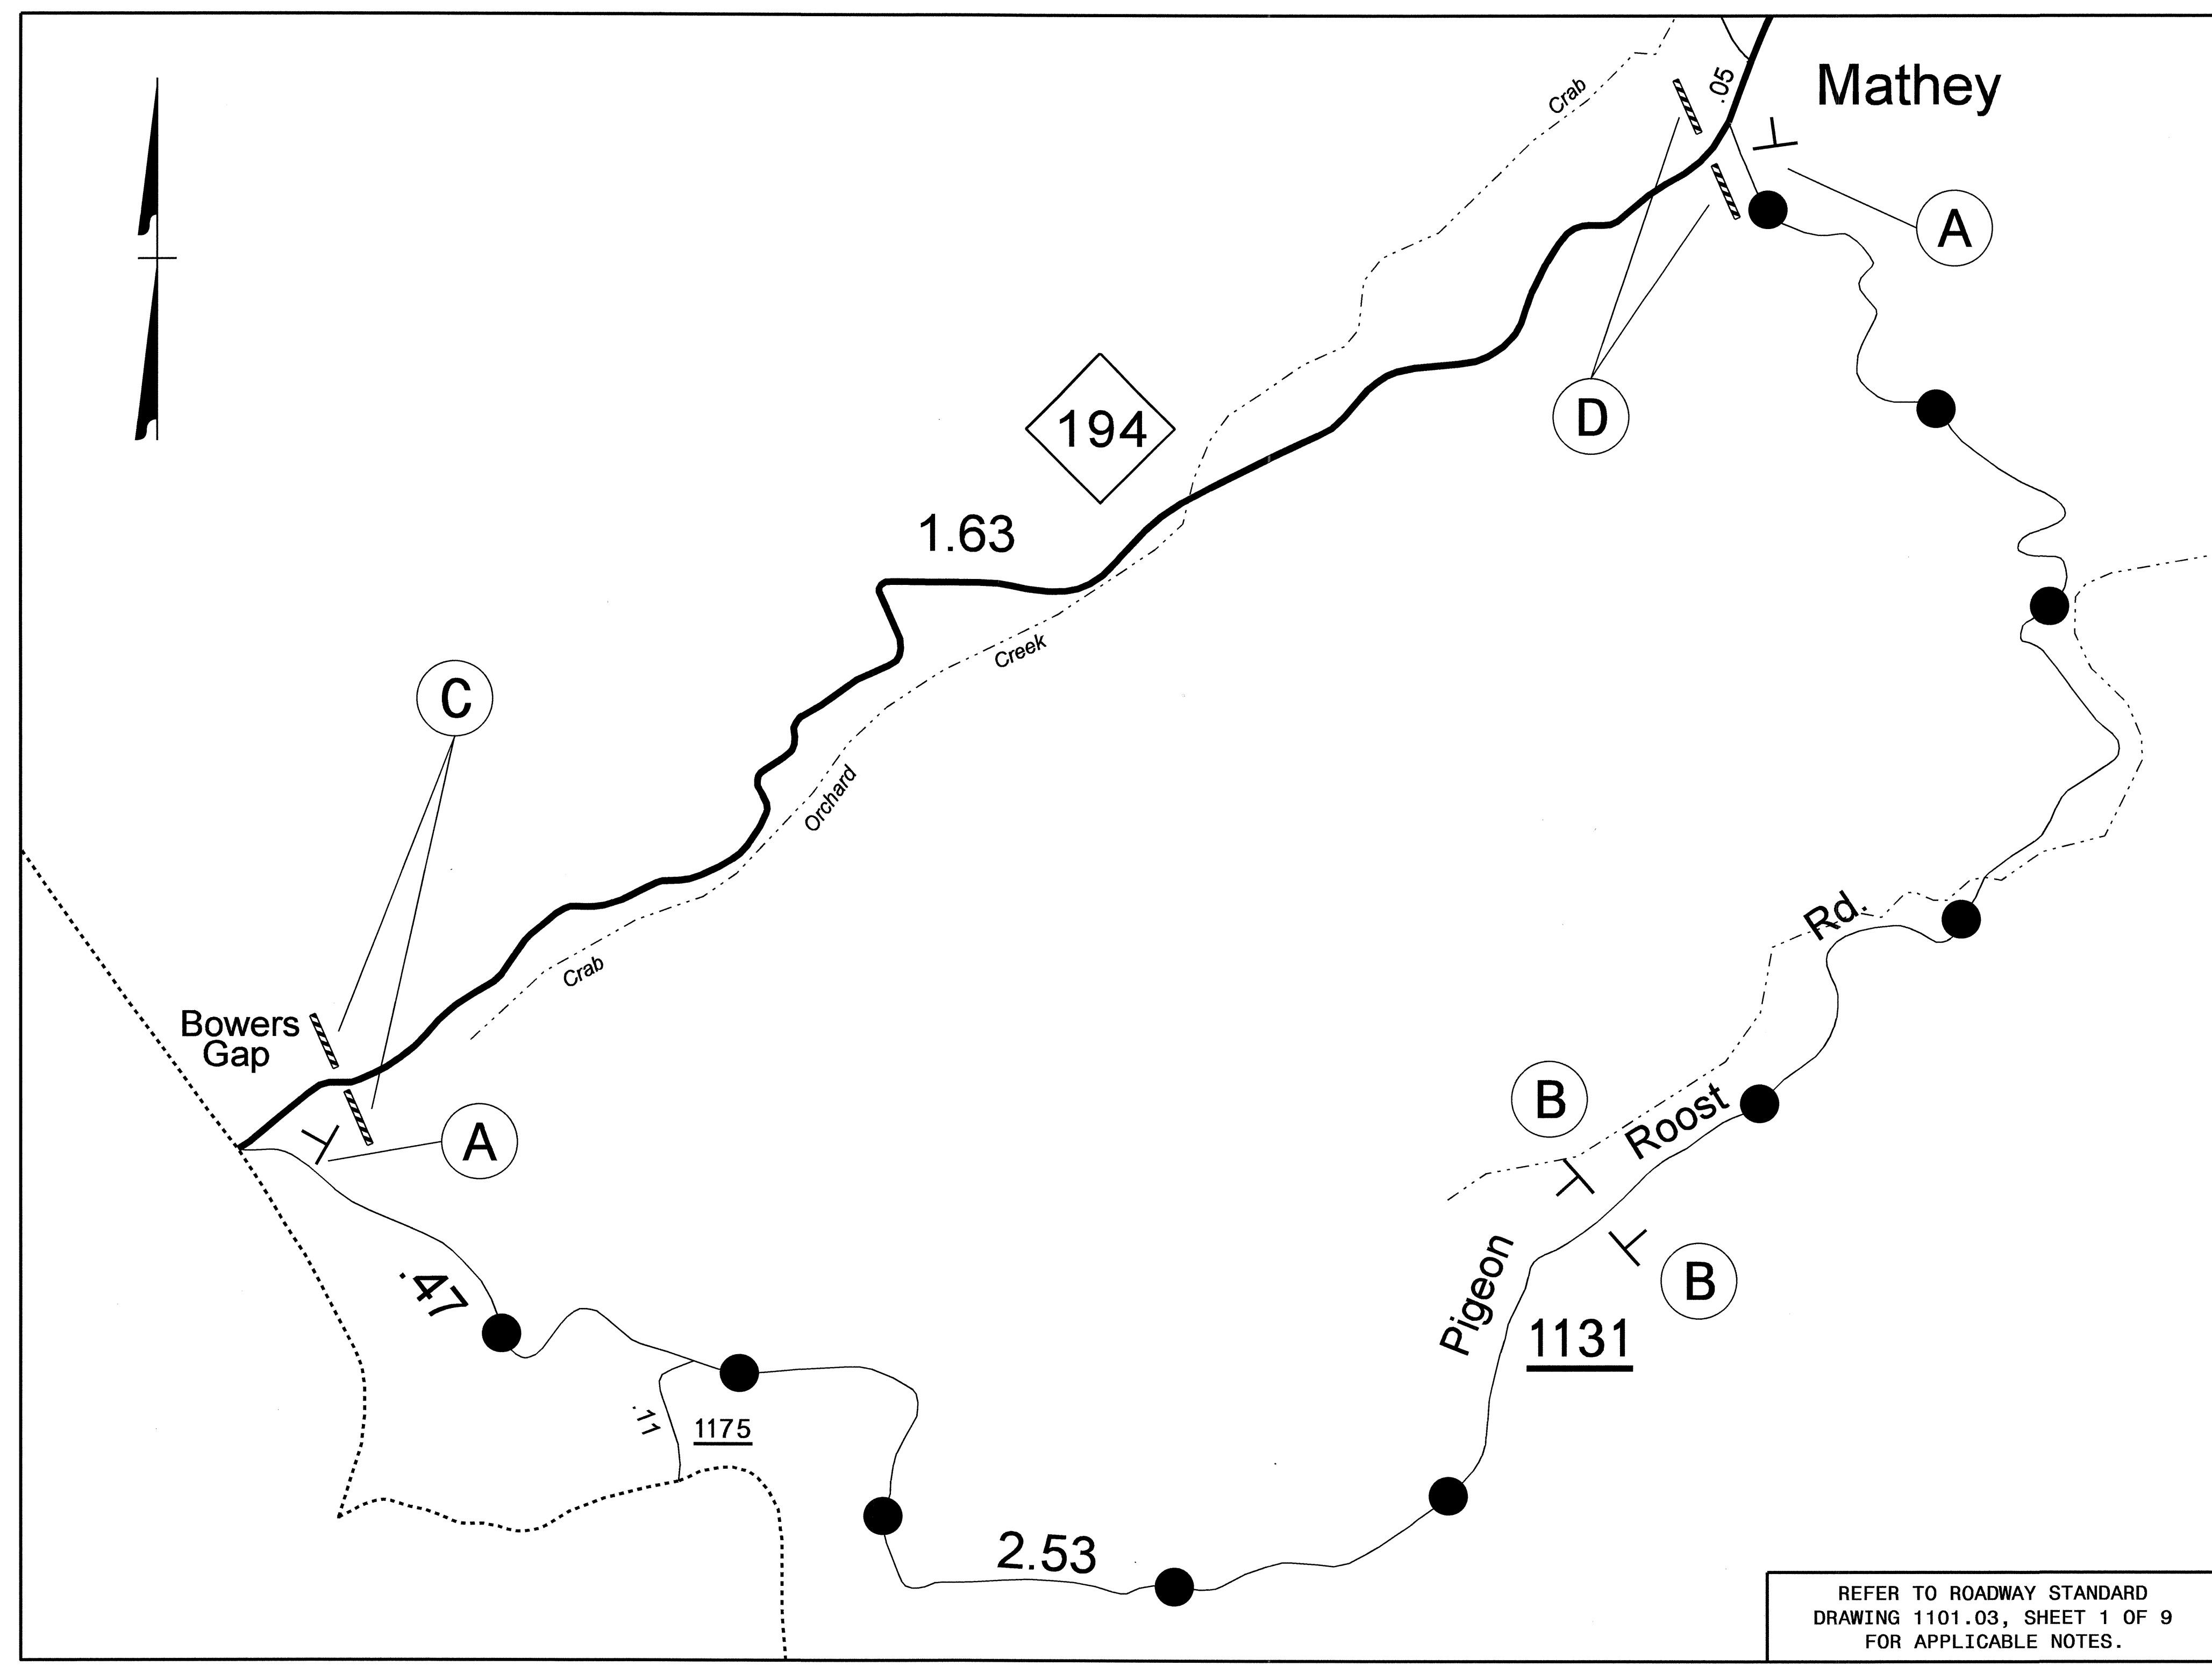 Mathey
.05
Crab
A
194
D
1.63
Creek
C
Orchard
Rd.
Crab
Bowers
Gap
B
Roost
A
Pigeon
B
.47
1131
.11
1175
2.53
REFER TO ROADWAY STANDARD
DRAWING 1101.03, SHEET 1 OF 9
FOR APPLICABLE NOTES.